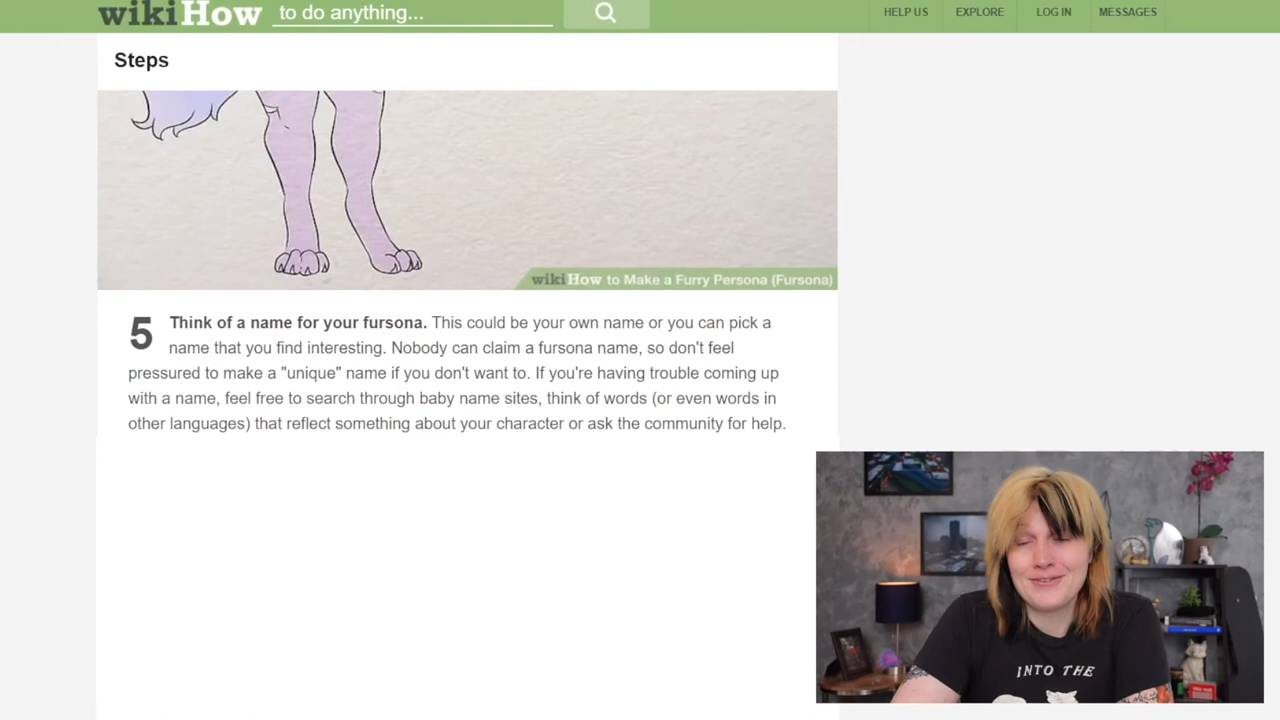 wikiHow to do anything...
HELP US EXPLORE LOG IN MESSAGES
Steps
wikiHow to Make a Furry Persona (Fursona)
5 Think of a name for your fursona. This could be your own name or you can pick a
name that you find interesting. Nobody can claim a fursona name, so don't feel
pressured to make a "unique" name if you don't want to. If you're having trouble coming up
with a name, feel free to search through baby name sites, think of words (or even words in
other languages) that reflect something about your character or ask the community for help.
INTO THE